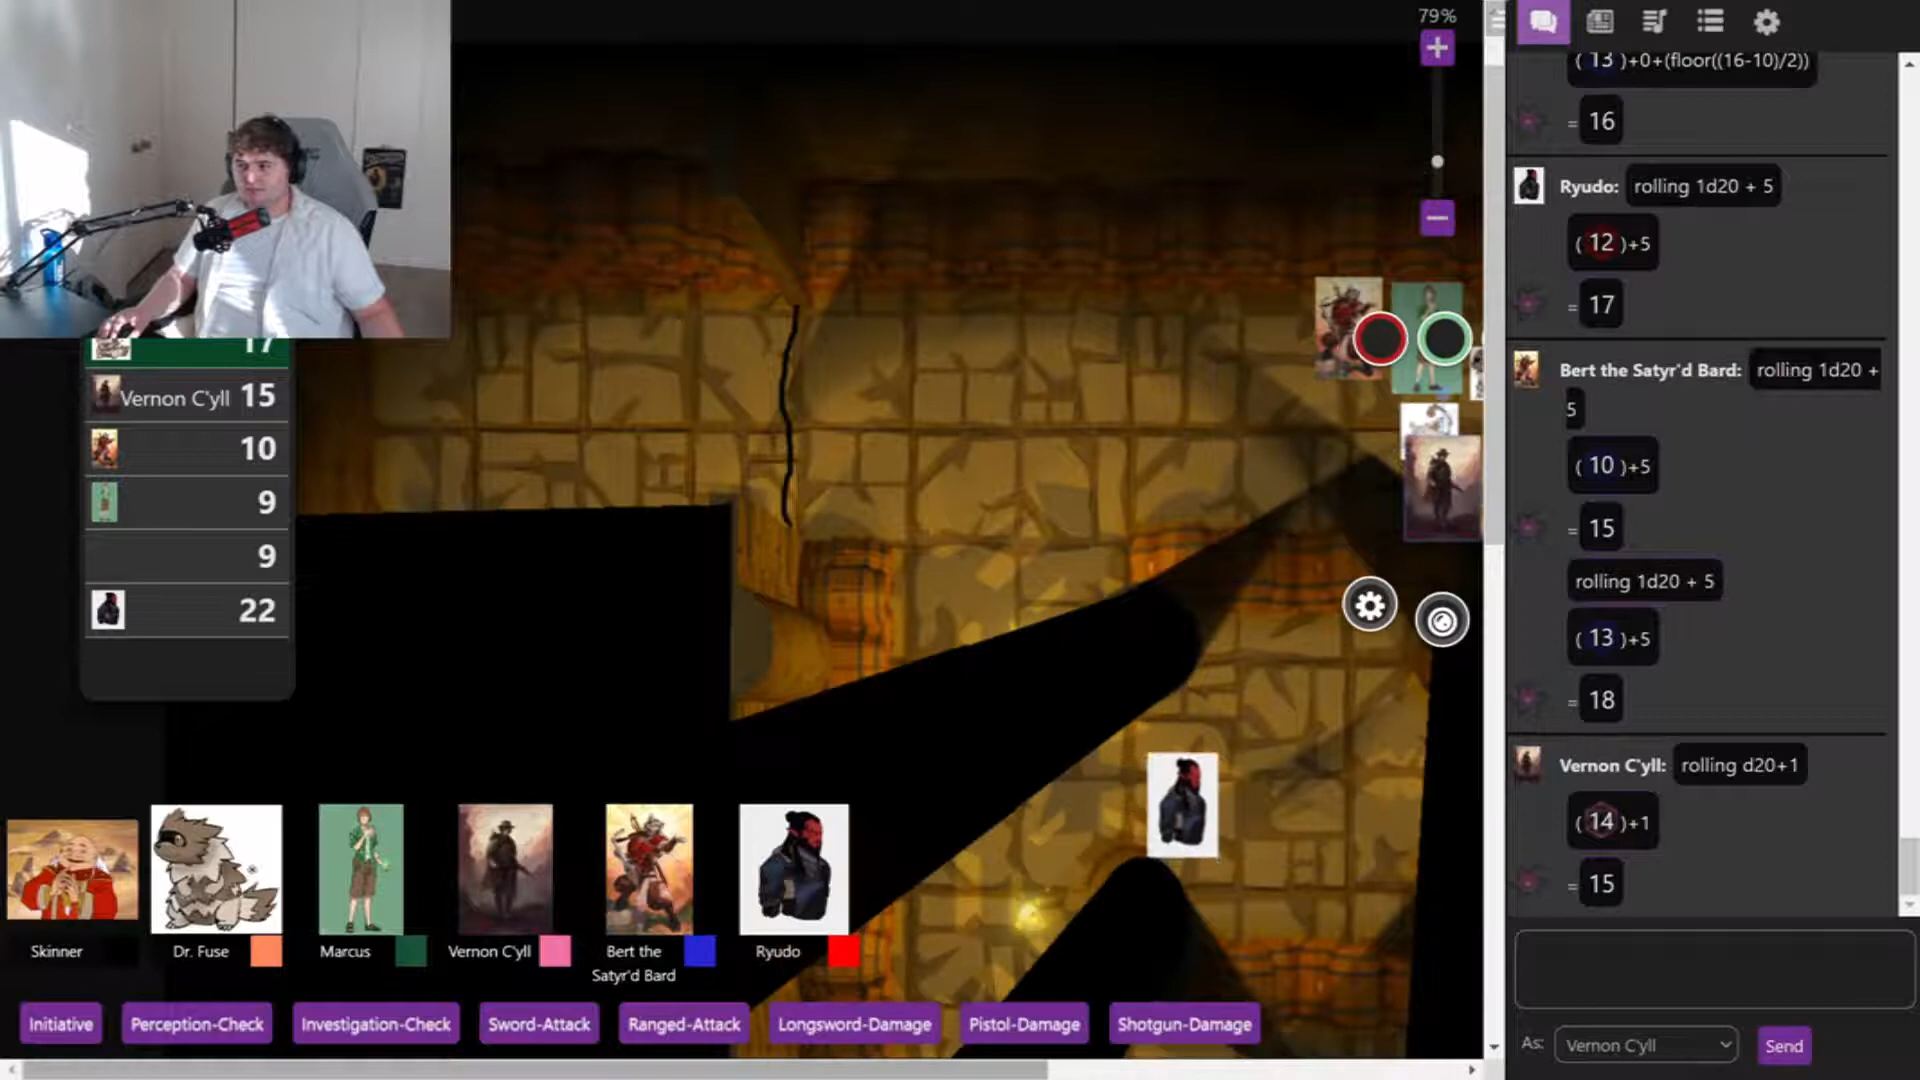 79%
( 13 )+0+(floor((16-10)/2))
= 16
Ryudo: rolling 1d20 + 5
( 12 )+5
= 17
Bert the Satyr'd Bard: rolling 1d20 +
5
( 10 )+5
= 15
rolling 1d20 + 5
( 13 )+5
= 18
Vernon C'yll: rolling d20+1
( 14 )+1
= 15
17
Vernon C'yll 15
10
9
9
22
Skinner
Dr. Fuse
Marcus
Vernon C'yll
Bert the
Satyr'd Bard
Ryudo
Initiative
Perception-Check
Investigation-Check
Sword-Attack
Ranged-Attack
Longsword-Damage
Pistol-Damage
Shotgun-Damage
As: Vernon C'yll
Send